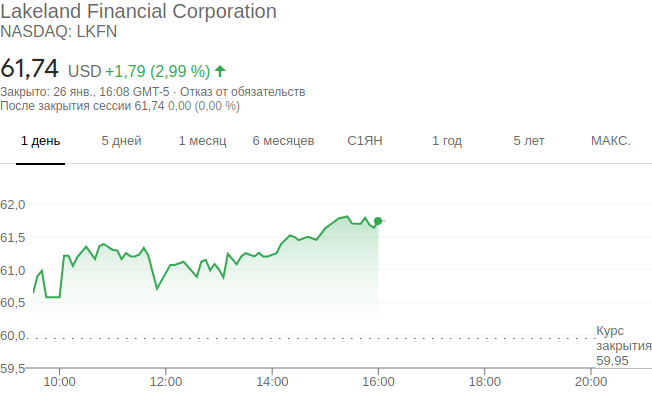 Lakeland Financial Corporation
NASDAQ: LKFN
61,74 USD +1,79 (2,99 %)
Закрыто: 26 янв., 16:08 GMT-5 · Отказ от обязательств
После закрытия сессии 61,74 0,00 (0,00 %)
1 день 5 дней 1 месяц 6 месяцев С1ЯН 1 год 5 лет МАКС.
62,0
61,5
61,0
60,5
60,0
59,5
Курс
закрытия
59,95
10:00 12:00 14:00 16:00 18:00 20:00